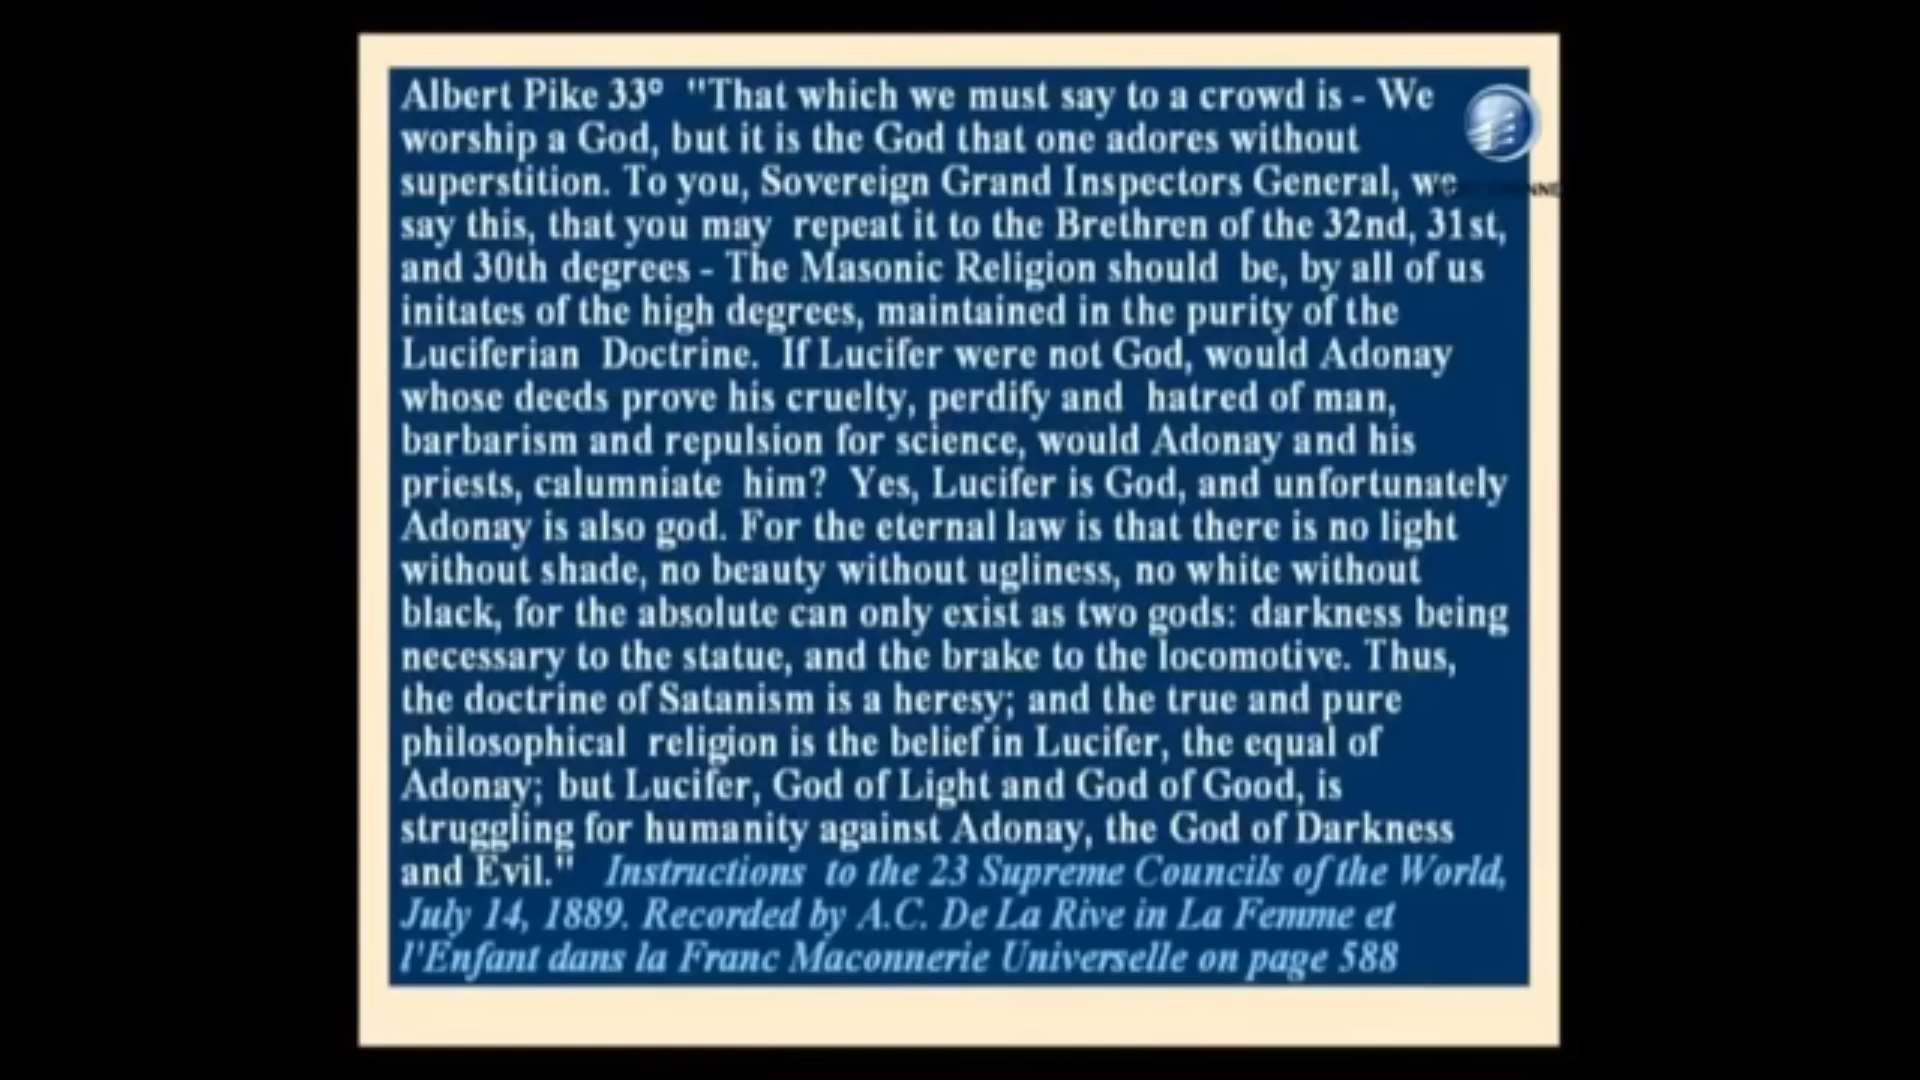 Albert Pike 33° "That which we must say to a crowd is - We
worship a God, but it is the God that one adores without
superstition. To you, Sovereign Grand Inspectors General, we
say this, that you may repeat it to the Brethren of the 32nd, 31st,
and 30th degrees - The Masonic Religion should be, by all of us
initates of the high degrees, maintained in the purity of the
Luciferian Doctrine. If Lucifer were not God, would Adonay
whose deeds prove his cruelty, perdify and hatred of man,
barbarism and repulsion for science, would Adonay and his
priests, calumniate him? Yes, Lucifer is God, and unfortunately
Adonay is also god. For the eternal law is that there is no light
without shade, no beauty without ugliness, no white without
black, for the absolute can only exist as two gods: darkness being
necessary to the statue, and the brake to the locomotive. Thus,
the doctrine of Satanism is a heresy; and the true and pure
philosophical religion is the belief in Lucifer, the equal of
Adonay; but Lucifer, God of Light and God of Good, is
struggling for humanity against Adonay, the God of Darkness
and Evil." Instructions to the 23 Supreme Councils of the World,
July 14, 1889. Recorded by A.C. De La Rive in La Femme et
l'Enfant dans la Franc Maconnerie Universelle on page 588